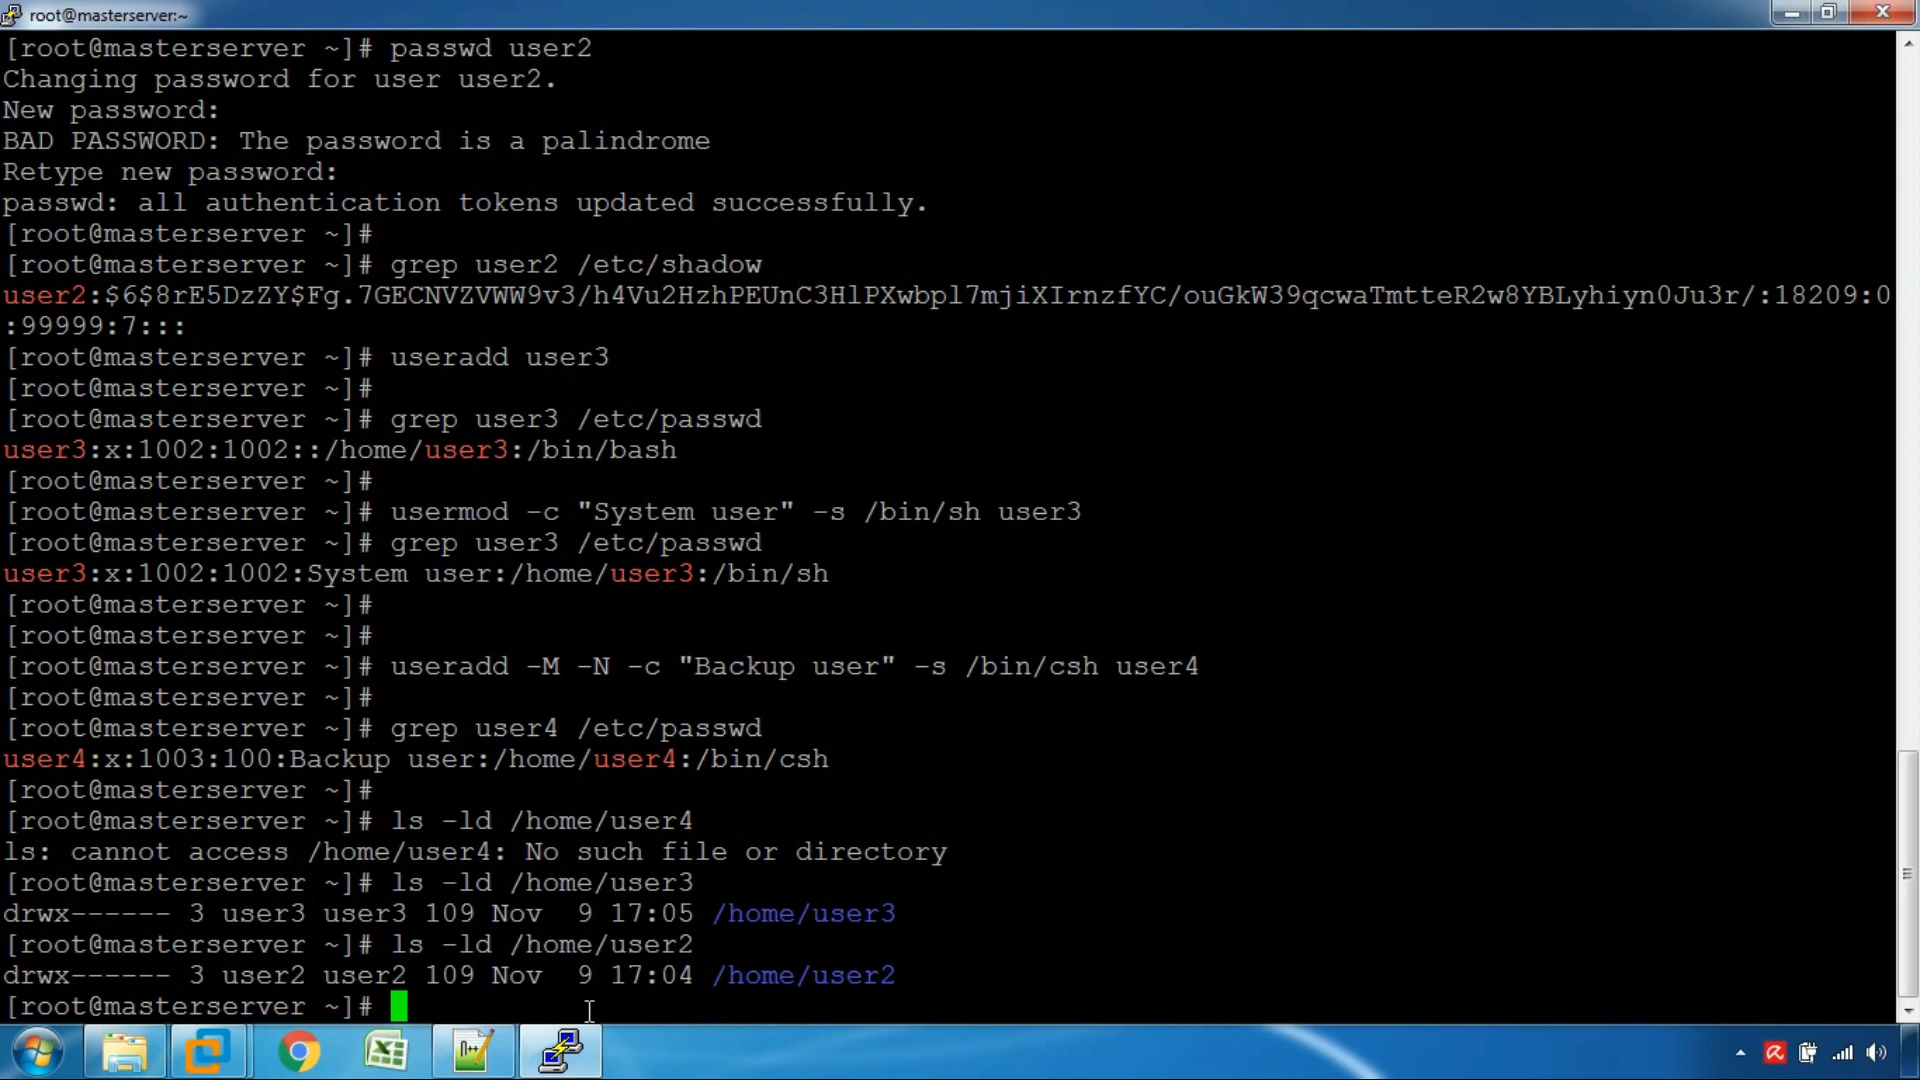 root@masterserver:~
[root@masterserver ~]# passwd user2
Changing password for user user2.
New password:
BAD PASSWORD: The password is a palindrome
Retype new password:
passwd: all authentication tokens updated successfully.
[root@masterserver ~]#
[root@masterserver ~]# grep user2 /etc/shadow
user2:$6$8rE5DzZY$Fg.7GECNVZVWW9v3/h4Vu2HzhPEUnC3HlPXwbpl7mjiXIrnzfYC/ouGkW39qcwaTmtteR2w8YBLyhiyn0Ju3r/:18209:0
:99999:7:::
[root@masterserver ~]# useradd user3
[root@masterserver ~]#
[root@masterserver ~]# grep user3 /etc/passwd
user3:x:1002:1002::/home/user3:/bin/bash
[root@masterserver ~]#
[root@masterserver ~]# usermod -c "System user" -s /bin/sh user3
[root@masterserver ~]# grep user3 /etc/passwd
user3:x:1002:1002:System user:/home/user3:/bin/sh
[root@masterserver ~]#
[root@masterserver ~]#
[root@masterserver ~]# useradd -M -N -c "Backup user" -s /bin/csh user4
[root@masterserver ~]#
[root@masterserver ~]# grep user4 /etc/passwd
user4:x:1003:100:Backup user:/home/user4:/bin/csh
[root@masterserver ~]#
[root@masterserver ~]# ls -ld /home/user4
ls: cannot access /home/user4: No such file or directory
[root@masterserver ~]# ls -ld /home/user3
drwx------ 3 user3 user3 109 Nov  9 17:05 /home/user3
[root@masterserver ~]# ls -ld /home/user2
drwx------ 3 user2 user2 109 Nov  9 17:04 /home/user2
[root@masterserver ~]#